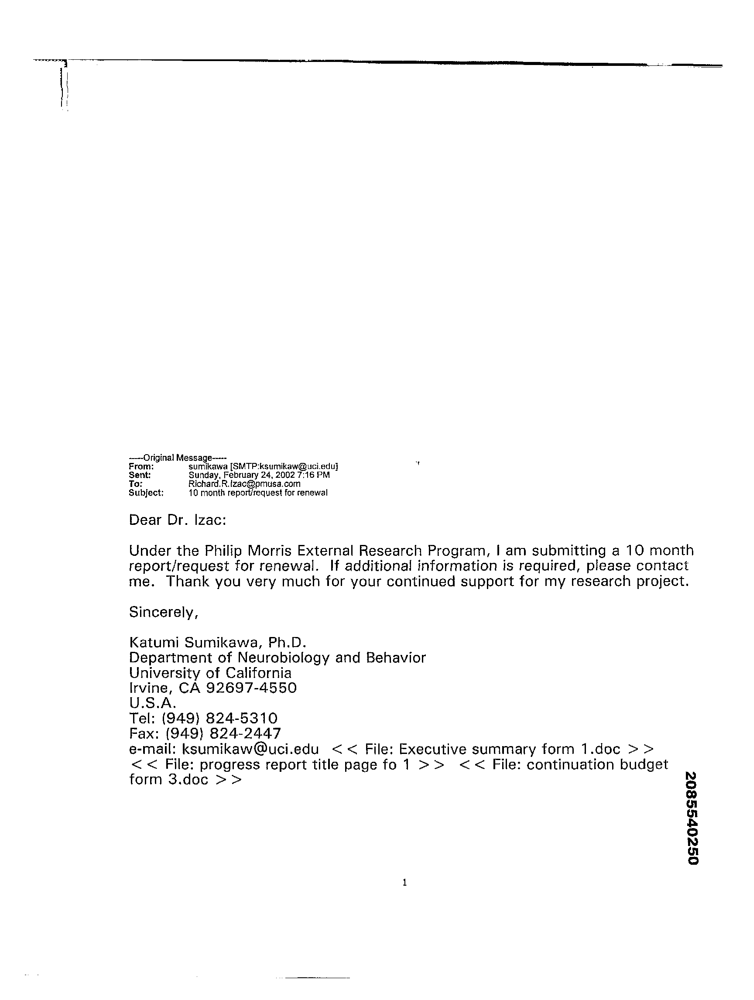 -----Original Message-----
From: sumikawa [SMTP:ksumikaw@uci.edu]
Sent: Sunday, February 24, 2002 7:16 PM
To: Richard.R.Izac@pmusa.com
Subject: 10 month report/request for renewal
Dear Dr. Izac:
Under the Philip Morris External Research Program, I am submitting a 10 month
report/request for renewal. If additional information is required, please contact
me. Thank you very much for your continued support for my research project.
Sincerely,
Katumi Sumikawa, Ph.D.
Department of Neurobiology and Behavior
University of California
Irvine, CA 92697-4550
U.S.A.
Tel: (949) 824-5310
Fax: (949) 824-2447
e-mail: ksumikaw@uci.edu << File: Executive summary form 1.doc >>
<< File: progress report title page fo 1 >> << File: continuation budget
form 3.doc >>
2085540250
1